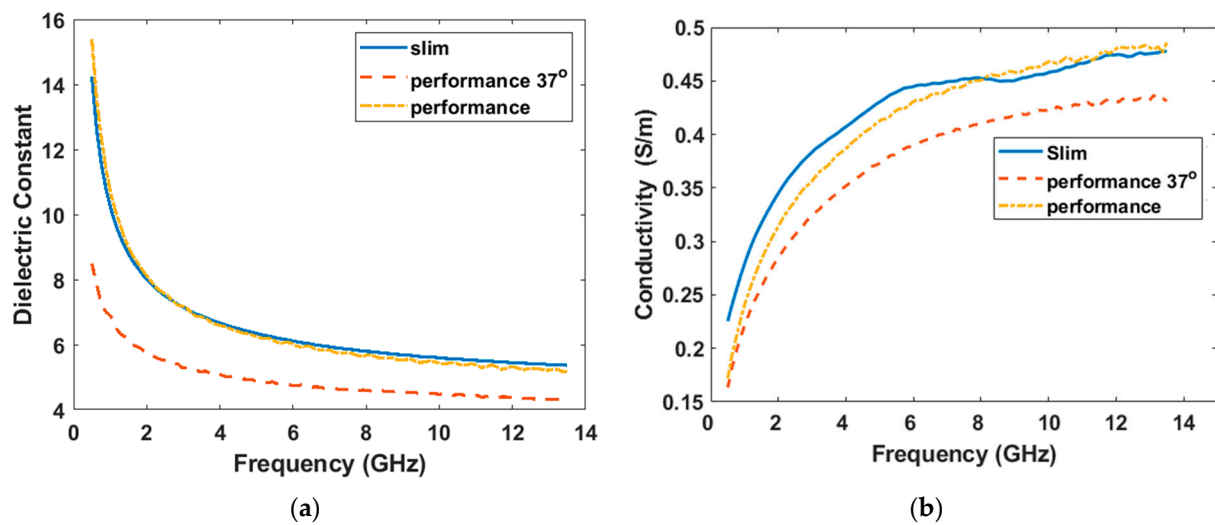 16
14
12
10
8
6
4
0 2 4 6 8 10 12 14
Dielectric Constant
Frequency (GHz)
slim
performance 37°
performance
(a)
0.5
0.45
0.4
0.35
0.3
0.25
0.2
0.15
0 2 4 6 8 10 12 14
Conductivity (S/m)
Frequency (GHz)
Slim
performance 37°
performance
(b)